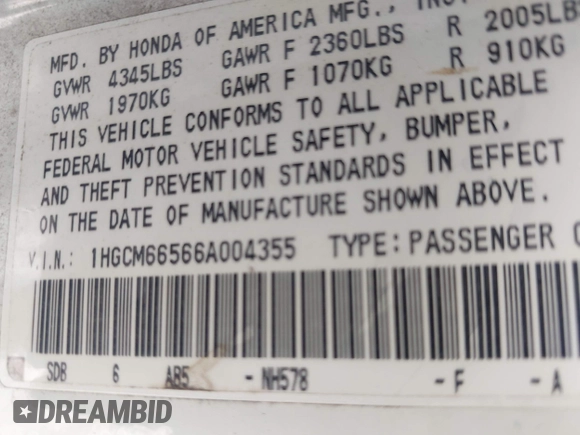 MFD. BY HONDA OF AMERICA MFG., INC
GVWR 4345LBS GAWR F 2360LBS R 2005LBS
GVWR 1970KG GAWR F 1070KG R 910KG
THIS VEHICLE CONFORMS TO ALL APPLICABLE
FEDERAL MOTOR VEHICLE SAFETY, BUMPER,
AND THEFT PREVENTION STANDARDS IN EFFECT
ON THE DATE OF MANUFACTURE SHOWN ABOVE.
V.I.N.: 1HGCM66566A004355 TYPE: PASSENGER
SDB 6 AB5 - NH578 - F - A
DREAMBID